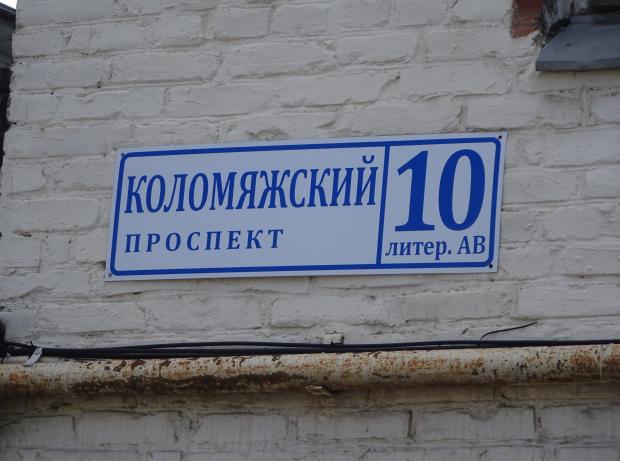 КОЛОМЯЖСКИЙ
ПРОСПЕКТ
10
литер. АВ